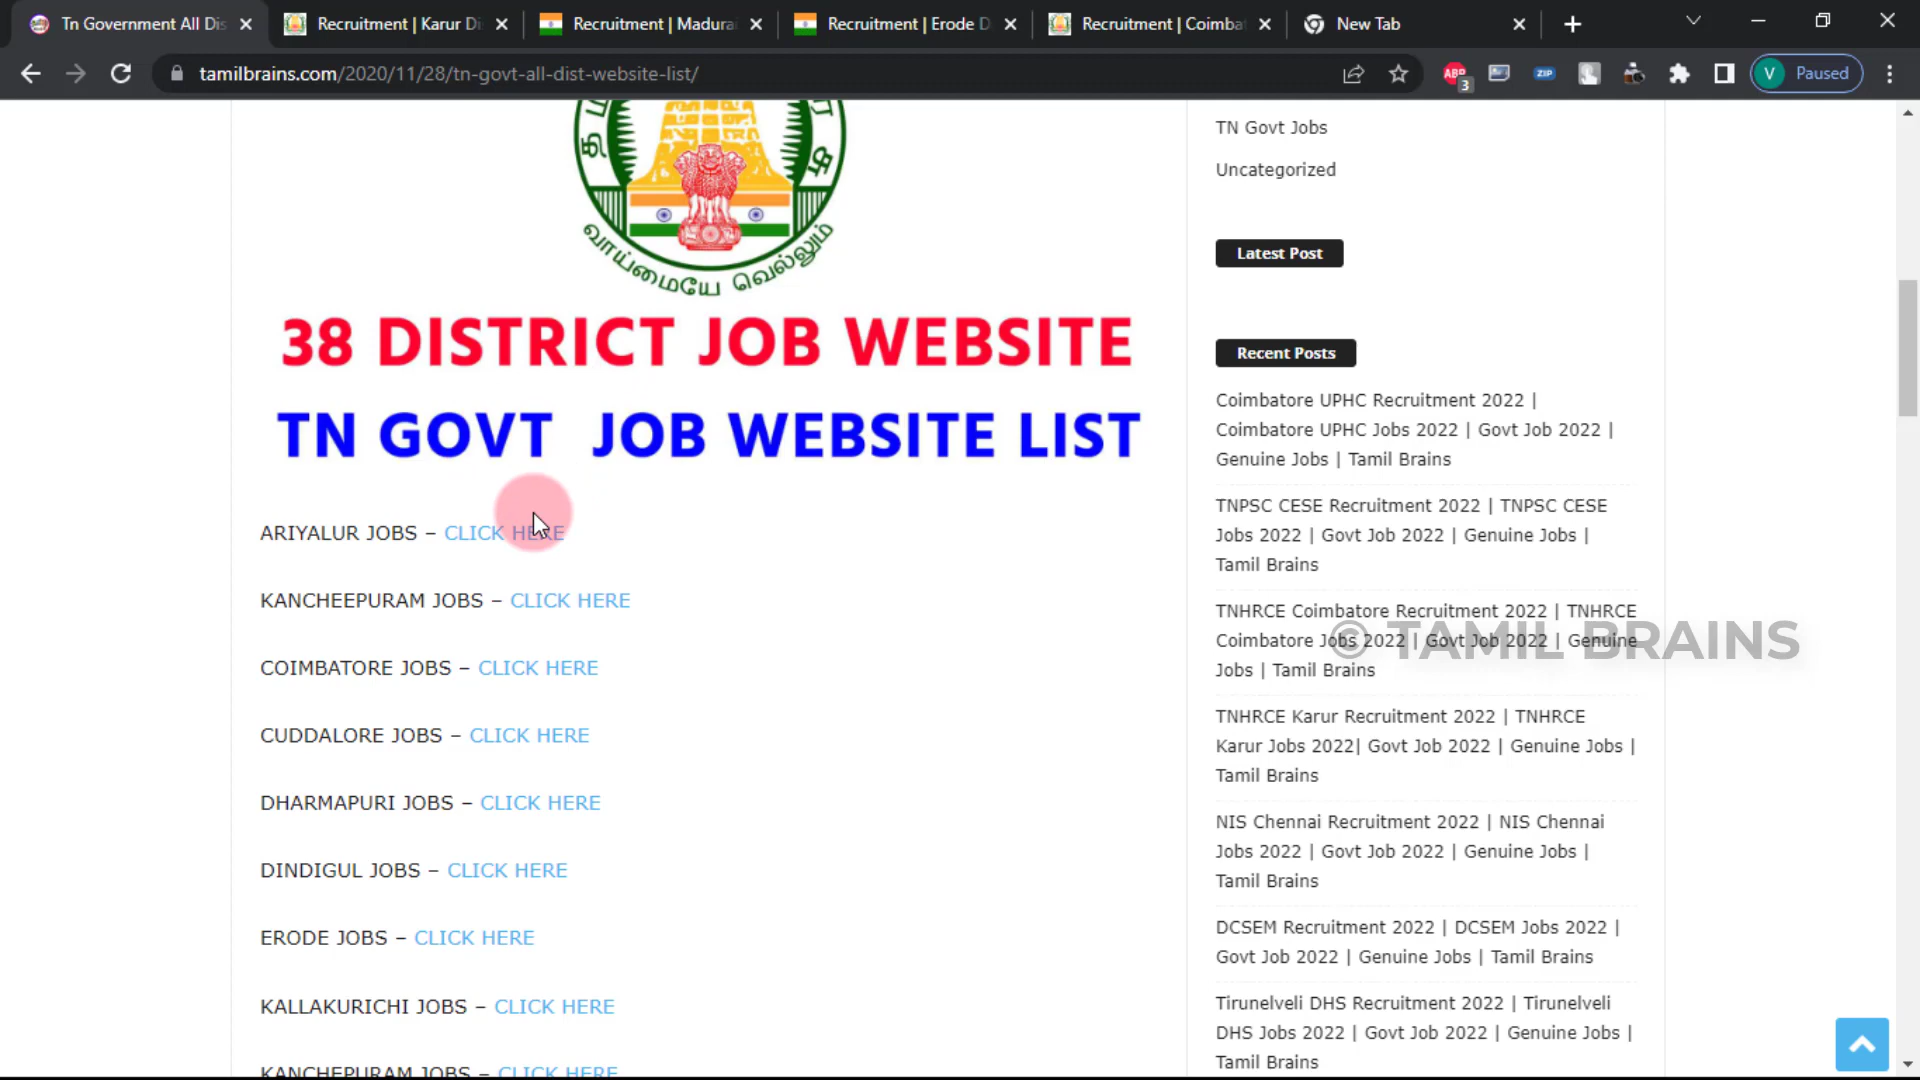 Tn Government All Dis
Recruitment | Karur Di
Recruitment | Madura
Recruitment | Erode D
Recruitment | Coimba
New Tab
tamilbrains.com/2020/11/28/tn-govt-all-dist-website-list/
ABP
3
ZIP
V
Paused
வாய்மையே வெல்லும்
38 DISTRICT JOB WEBSITE
TN GOVT JOB WEBSITE LIST
ARIYALUR JOBS – CLICK HERE
KANCHEEPURAM JOBS – CLICK HERE
COIMBATORE JOBS – CLICK HERE
CUDDALORE JOBS – CLICK HERE
DHARMAPURI JOBS – CLICK HERE
DINDIGUL JOBS – CLICK HERE
ERODE JOBS – CLICK HERE
KALLAKURICHI JOBS – CLICK HERE
KANCHEPURAM JOBS – CLICK HERE
TN Govt Jobs
Uncategorized
Latest Post
Recent Posts
Coimbatore UPHC Recruitment 2022 |
Coimbatore UPHC Jobs 2022 | Govt Job 2022 |
Genuine Jobs | Tamil Brains
TNPSC CESE Recruitment 2022 | TNPSC CESE
Jobs 2022 | Govt Job 2022 | Genuine Jobs |
Tamil Brains
TNHRCE Coimbatore Recruitment 2022 | TNHRCE
Coimbatore Jobs 2022 | Govt Job 2022 | Genuine
Jobs | Tamil Brains
© TAMIL BRAINS
TNHRCE Karur Recruitment 2022 | TNHRCE
Karur Jobs 2022| Govt Job 2022 | Genuine Jobs |
Tamil Brains
NIS Chennai Recruitment 2022 | NIS Chennai
Jobs 2022 | Govt Job 2022 | Genuine Jobs |
Tamil Brains
DCSEM Recruitment 2022 | DCSEM Jobs 2022 |
Govt Job 2022 | Genuine Jobs | Tamil Brains
Tirunelveli DHS Recruitment 2022 | Tirunelveli
DHS Jobs 2022 | Govt Job 2022 | Genuine Jobs |
Tamil Brains